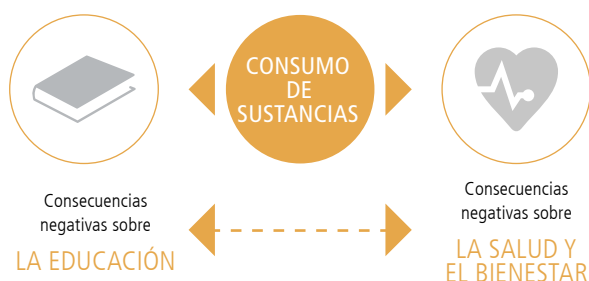 CONSUMO
DE
SUSTANCIAS
Consecuencias
negativas sobre
LA EDUCACIÓN
Consecuencias
negativas sobre
LA SALUD Y
EL BIENESTAR